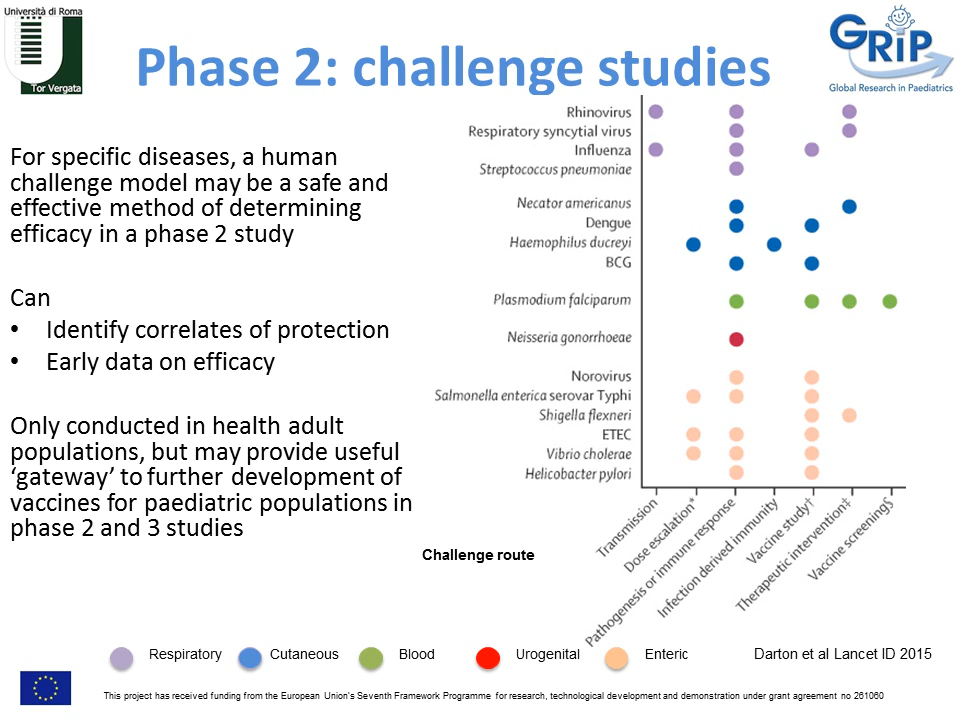 Università di Roma
Tor Vergata
GRiP
Global Research in Paediatrics
Phase 2: challenge studies
For specific diseases, a human
challenge model may be a safe and
effective method of determining
efficacy in a phase 2 study
Can
• Identify correlates of protection
• Early data on efficacy
Only conducted in health adult
populations, but may provide useful
‘gateway’ to further development of
vaccines for paediatric populations in
phase 2 and 3 studies
Rhinovirus
Respiratory syncytial virus
Influenza
Streptococcus pneumoniae
Necator americanus
Dengue
Haemophilus ducreyi
BCG
Plasmodium falciparum
Neisseria gonorrhoeae
Norovirus
Salmonella enterica serovar Typhi
Shigella flexneri
ETEC
Vibrio cholerae
Helicobacter pylori
Transmission
Dose escalation*
Pathogenesis or immune response
Infection derived immunity
Vaccine study†
Therapeutic intervention‡
Vaccine screening§
Challenge route
Respiratory
Cutaneous
Blood
Urogenital
Enteric
Darton et al Lancet ID 2015
This project has received funding from the European Union's Seventh Framework Programme for research, technological development and demonstration under grant agreement no 261060